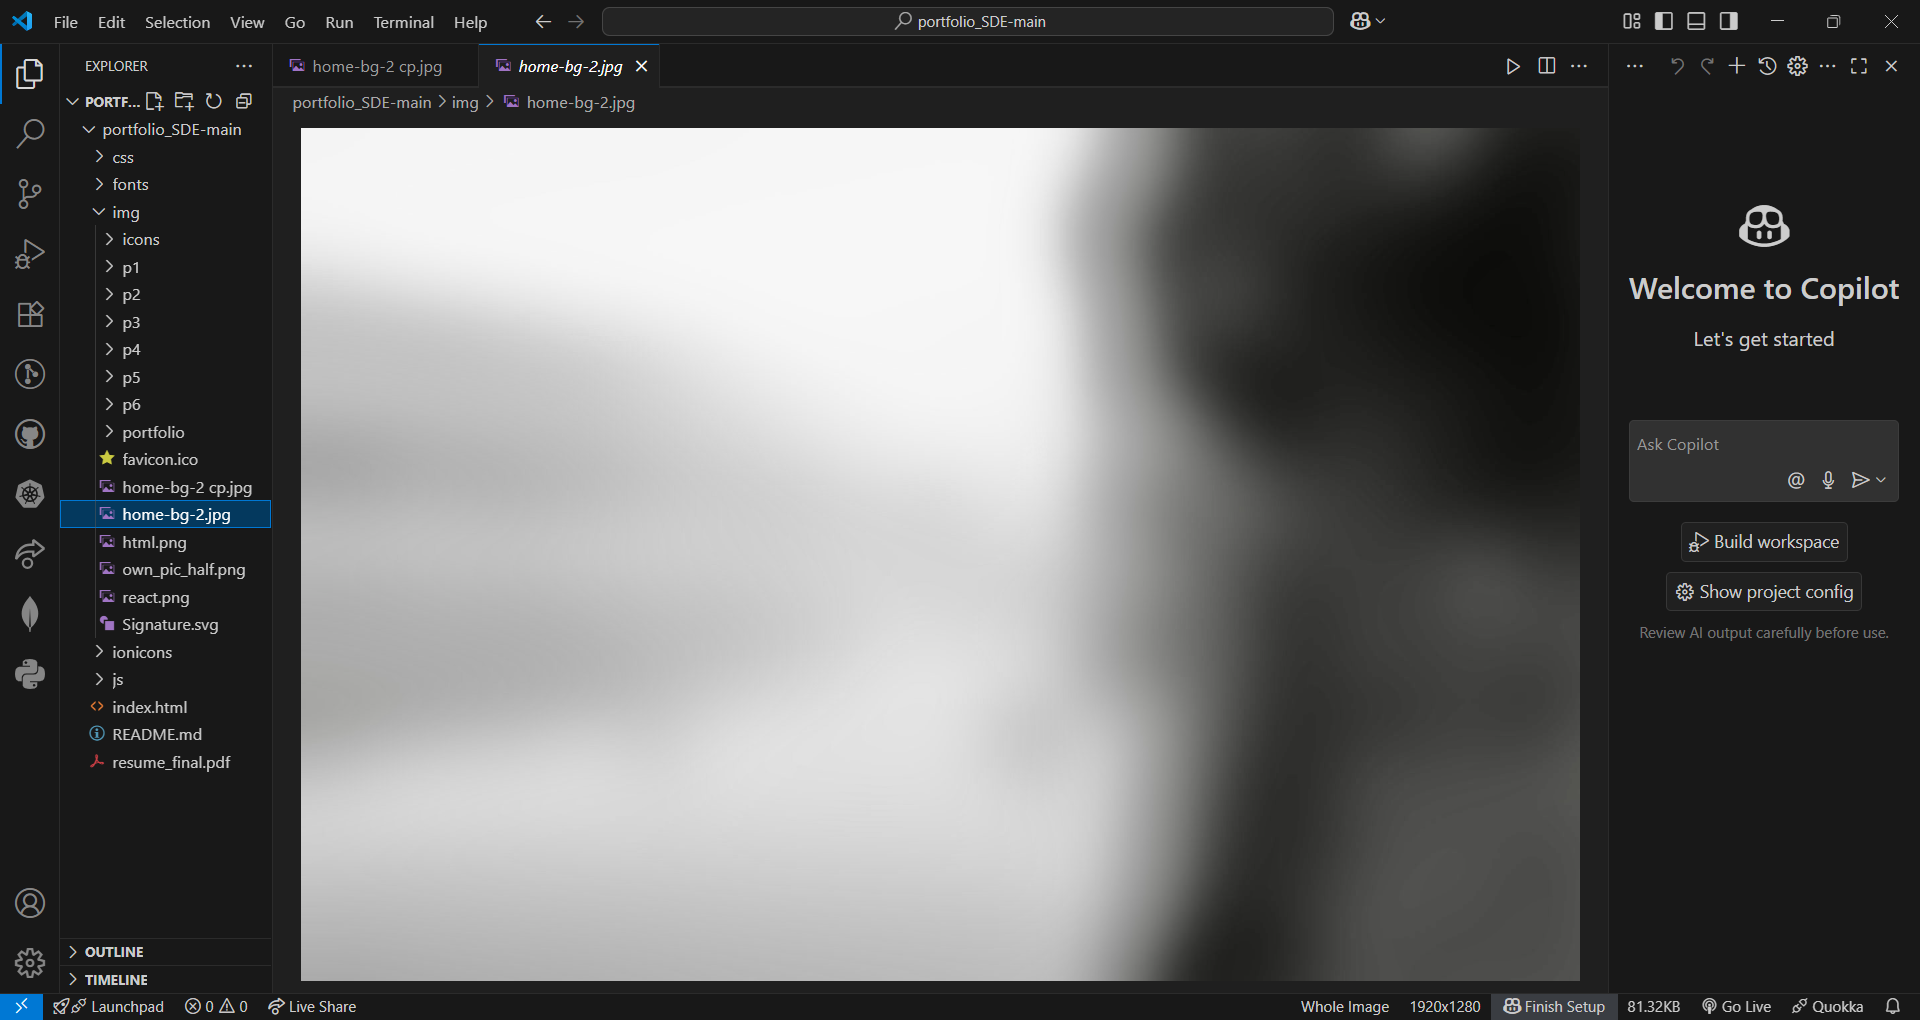 File Edit Selection View Go Run Terminal Help
portfolio_SDE-main
EXPLORER
PORTF...
portfolio_SDE-main
css
fonts
img
icons
p1
p2
p3
p4
p5
p6
portfolio
favicon.ico
home-bg-2 cp.jpg
home-bg-2.jpg
html.png
own_pic_half.png
react.png
Signature.svg
ionicons
js
index.html
README.md
resume_final.pdf
OUTLINE
TIMELINE
home-bg-2 cp.jpg
home-bg-2.jpg
portfolio_SDE-main > img > home-bg-2.jpg
Welcome to Copilot
Let's get started
Ask Copilot
Build workspace
Show project config
Review AI output carefully before use.
Launchpad 0 0 Live Share
Whole Image 1920x1280 Finish Setup 81.32KB Go Live Quokka